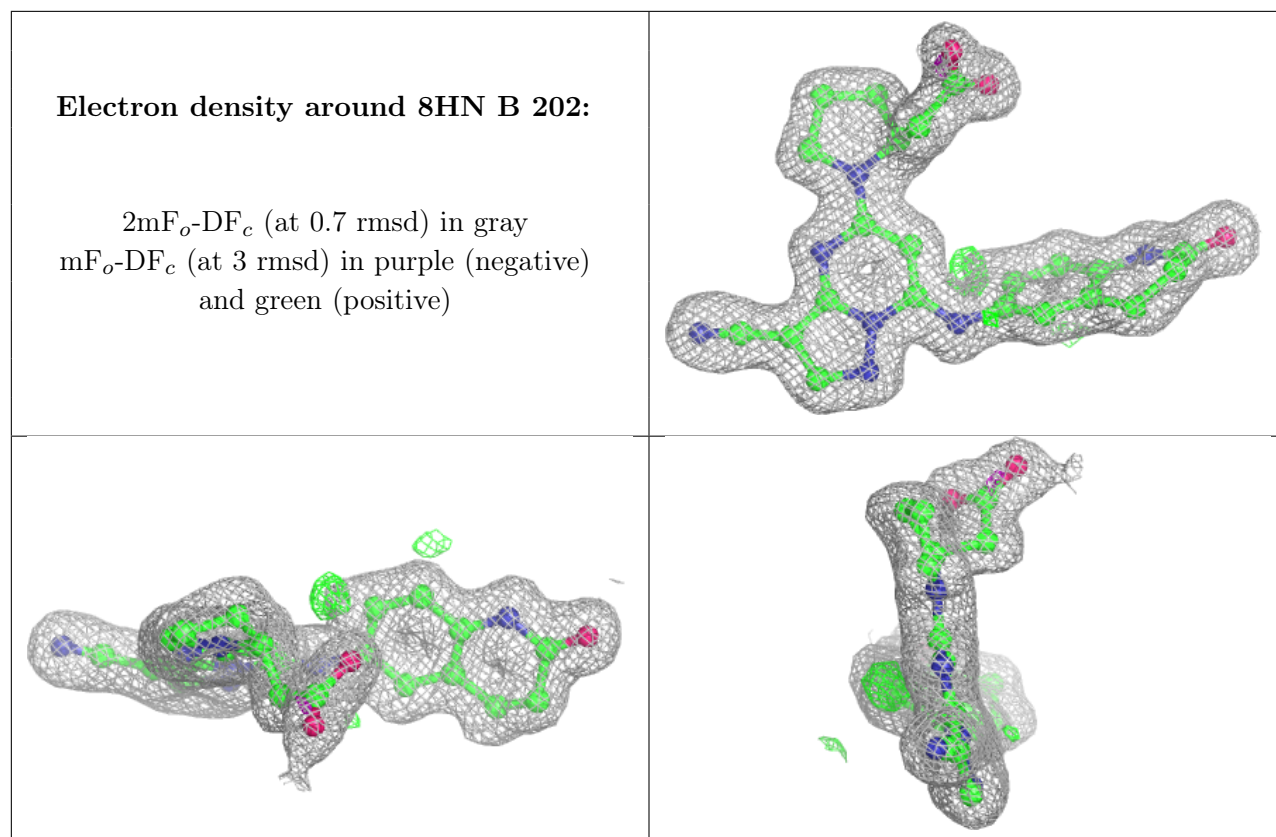 Electron density around 8HN B 202:
2mFo-DFc (at 0.7 rmsd) in gray
mFo-DFc (at 3 rmsd) in purple (negative)
and green (positive)